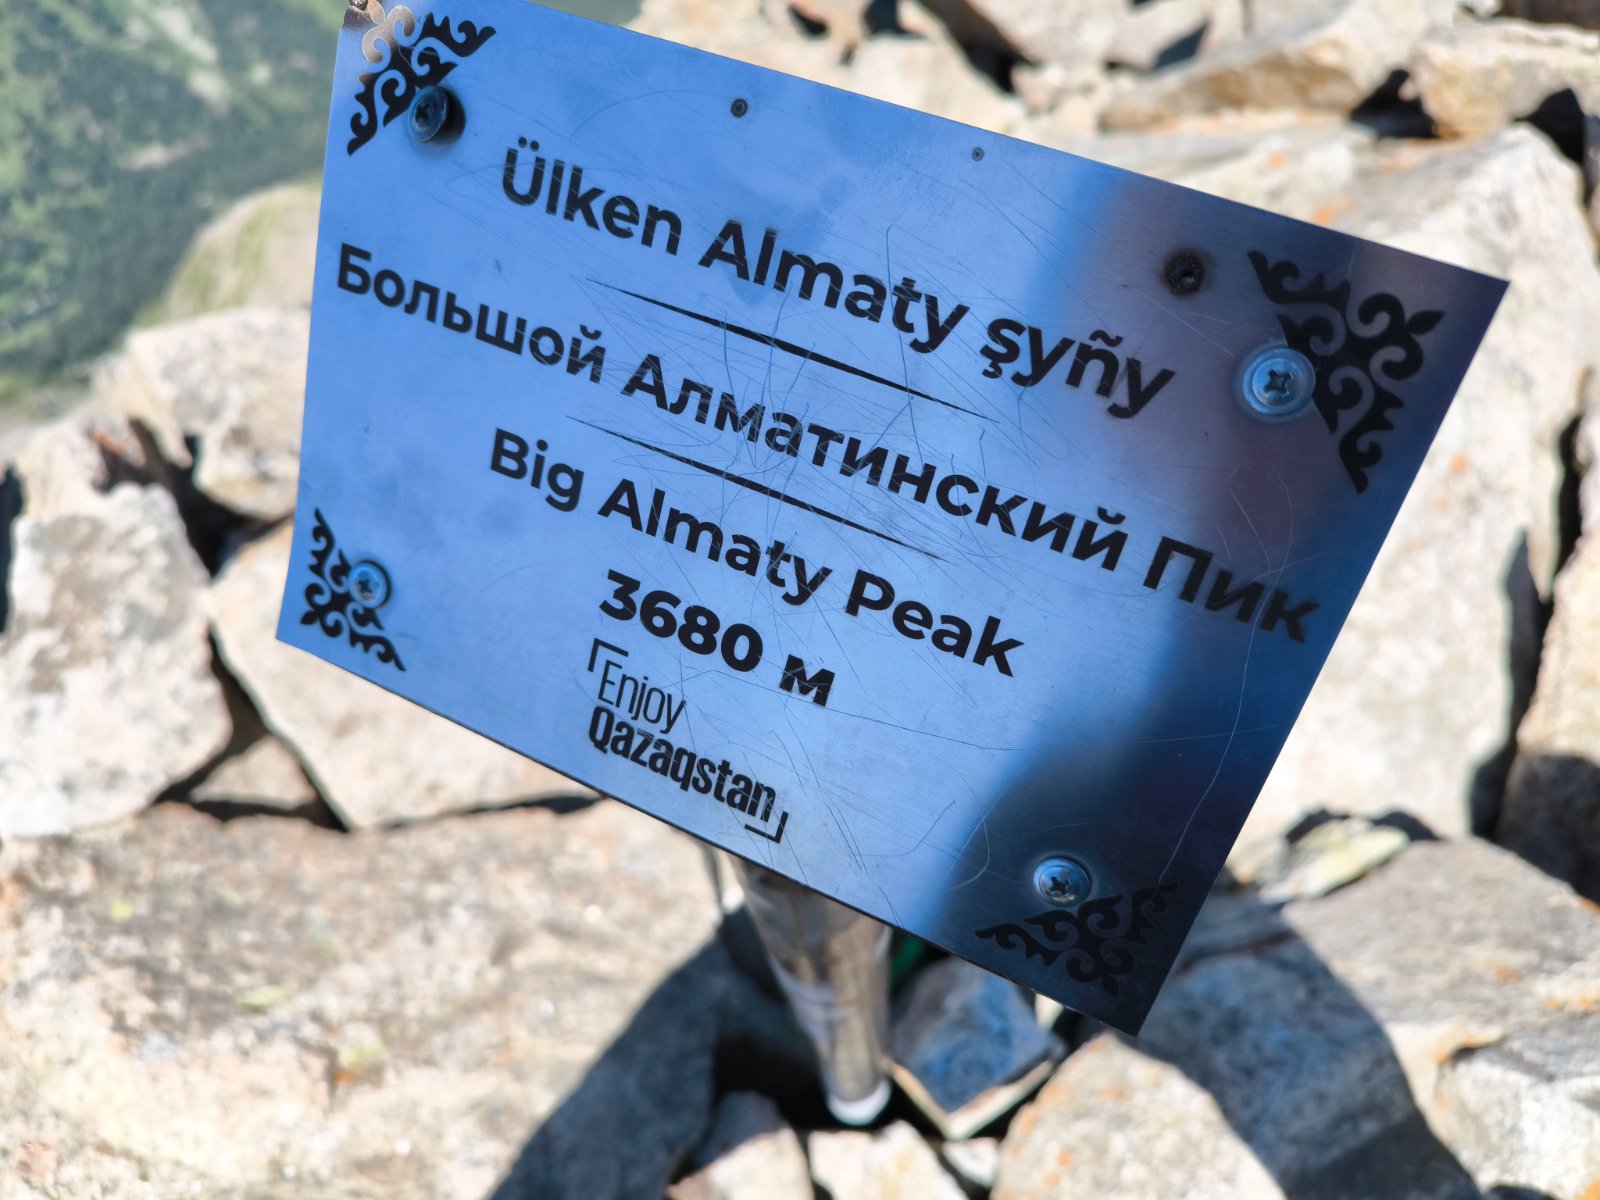 Ülken Almaty şyñy
Большой Алматинский Пик
Big Almaty Peak
3680 м
Enjoy
Qazaqstan